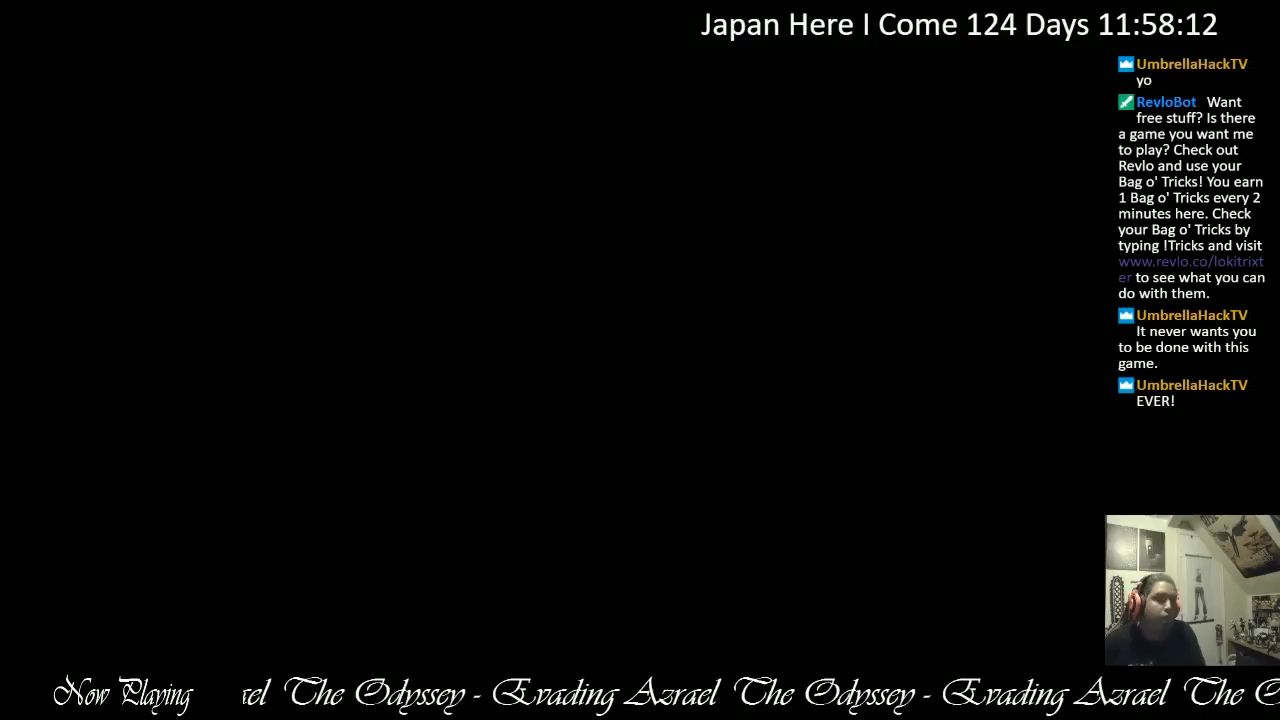 Japan Here I Come 124 Days 11:58:12
UmbrellaHackTV
yo
RevloBot Want
free stuff? Is there
a game you want me
to play? Check out
Revlo and use your
Bag o' Tricks! You earn
1 Bag o' Tricks every 2
minutes here. Check
your Bag o' Tricks by
typing !Tricks and visit
www.revlo.co/lokitrixt
er to see what you can
do with them.
UmbrellaHackTV
It never wants you
to be done with this
game.
UmbrellaHackTV
EVER!
Now Playing el The Odyssey - Evading Azrael The Odyssey - Evading Azrael The O